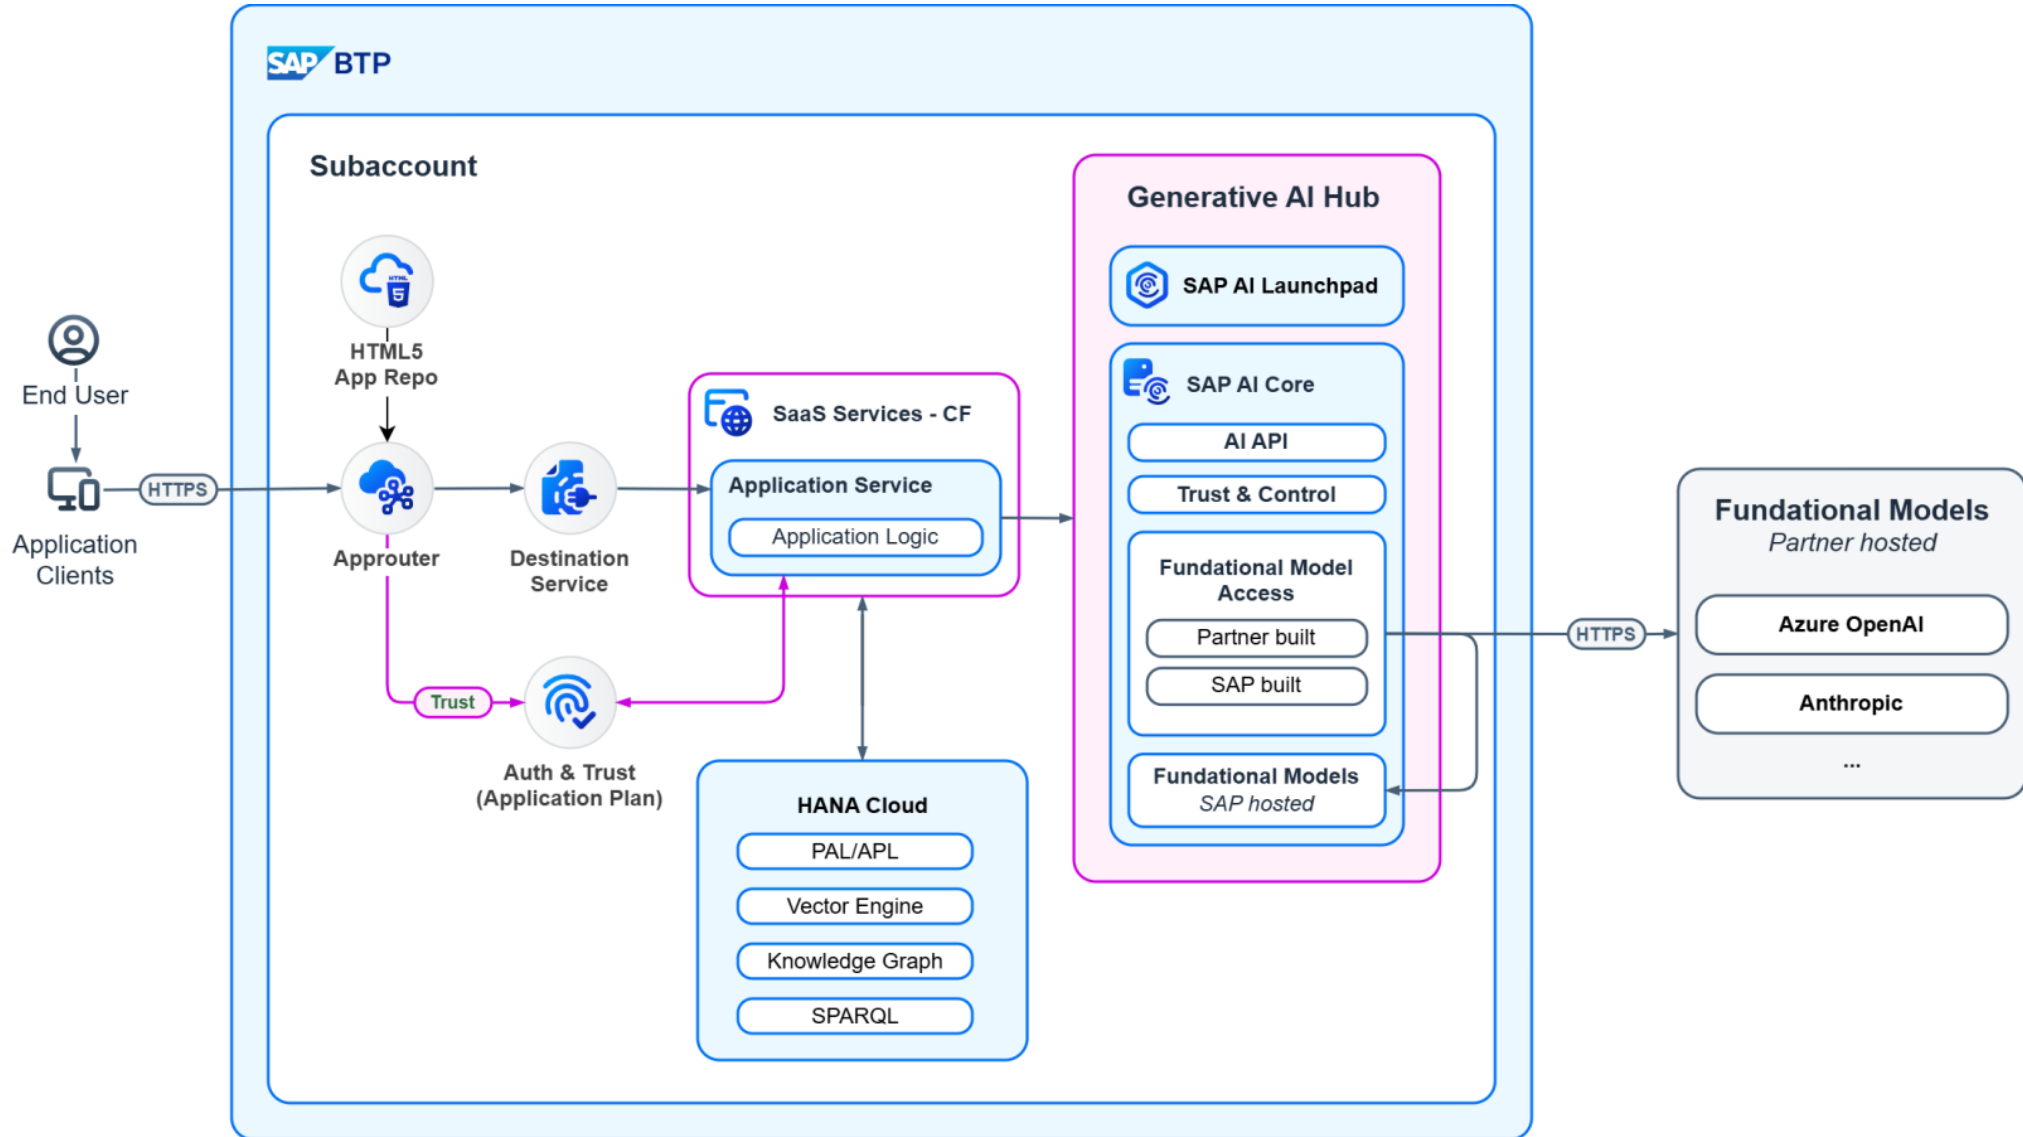 SAP BTP
Subaccount
HTML
5
HTML5
App Repo
End User
Application
Clients
HTTPS
Approuter
Destination
Service
Trust
Auth & Trust
(Application Plan)
SaaS Services - CF
Application Service
Application Logic
HANA Cloud
PAL/APL
Vector Engine
Knowledge Graph
SPARQL
Generative AI Hub
SAP AI Launchpad
SAP AI Core
AI API
Trust & Control
Fundational Model
Access
Partner built
SAP built
Fundational Models
SAP hosted
HTTPS
Fundational Models
Partner hosted
Azure OpenAI
Anthropic
...